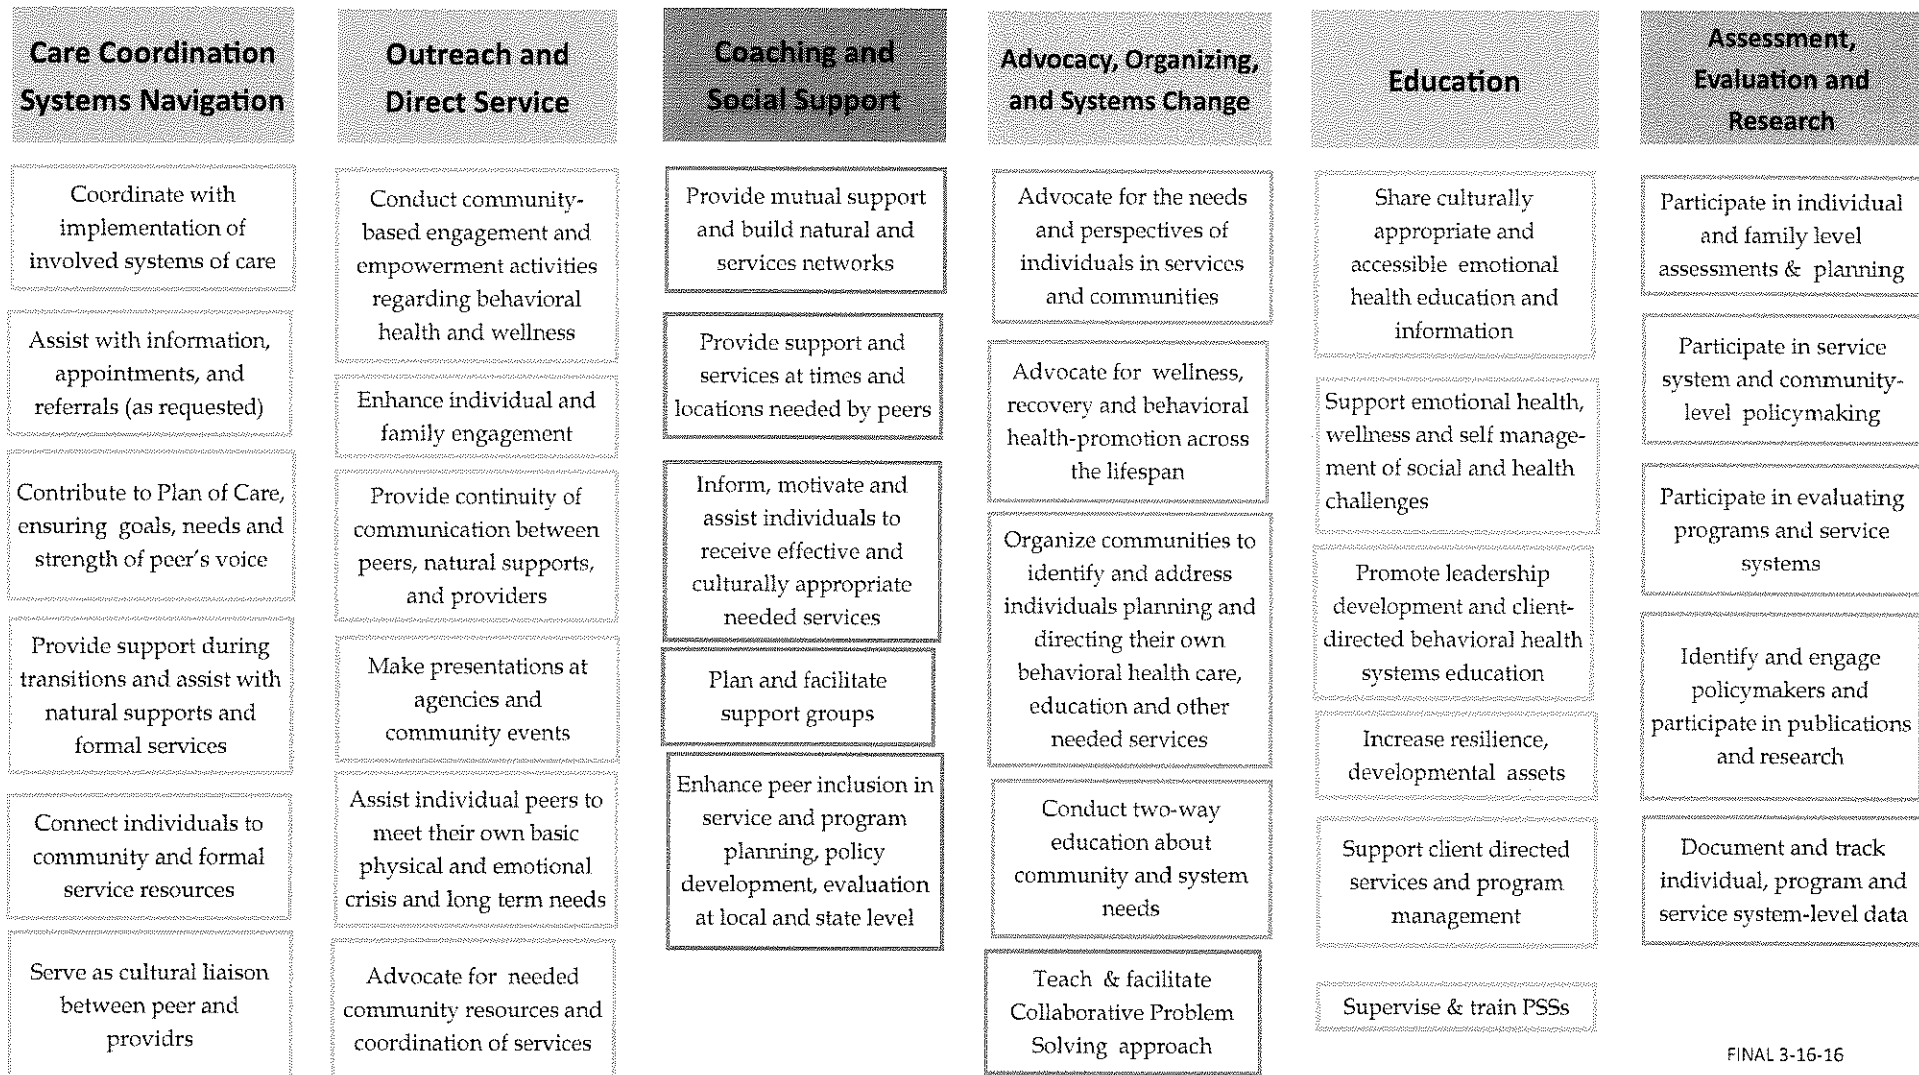 Care Coordination
Systems Navigation
Coordinate with
implementation of
involved systems of care
Assist with information,
appointments, and
referrals (as requested)
Contribute to Plan of Care,
ensuring goals, needs and
strength of peer's voice
Provide support during
transitions and assist with
natural supports and
formal services
Connect individuals to
community and formal
service resources
Serve as cultural liaison
between peer and
providrs
Outreach and
Direct Service
Conduct community-
based engagement and
empowerment activities
regarding behavioral
health and wellness
Enhance individual and
family engagement
Provide continuity of
communication between
peers, natural supports,
and providers
Make presentations at
agencies and
community events
Assist individual peers to
meet their own basic
physical and emotional
crisis and long term needs
Advocate for needed
community resources and
coordination of services
Coaching and
Social Support
Provide mutual support
and build natural and
services networks
Provide support and
services at times and
locations needed by peers
Inform, motivate and
assist individuals to
receive effective and
culturally appropriate
needed services
Plan and facilitate
support groups
Enhance peer inclusion in
service and program
planning, policy
development, evaluation
at local and state level
Advocacy, Organizing,
and Systems Change
Advocate for the needs
and perspectives of
individuals in services
and communities
Advocate for wellness,
recovery and behavioral
health-promotion across
the lifespan
Organize communities to
identify and address
individuals planning and
directing their own
behavioral health care,
education and other
needed services
Conduct two-way
education about
community and system
needs
Teach & facilitate
Collaborative Problem
Solving approach
Education
Share culturally
appropriate and
accessible emotional
health education and
information
Support emotional health,
wellness and self manage-
ment of social and health
challenges
Promote leadership
development and client-
directed behavioral health
systems education
Increase resilience,
developmental assets
Support client directed
services and program
management
Supervise & train PSSs
Assessment,
Evaluation and
Research
Participate in individual
and family level
assessments & planning
Participate in service
system and community-
level policymaking
Participate in evaluating
programs and service
systems
Identify and engage
policymakers and
participate in publications
and research
Document and track
individual, program and
service system-level data
FINAL 3-16-16